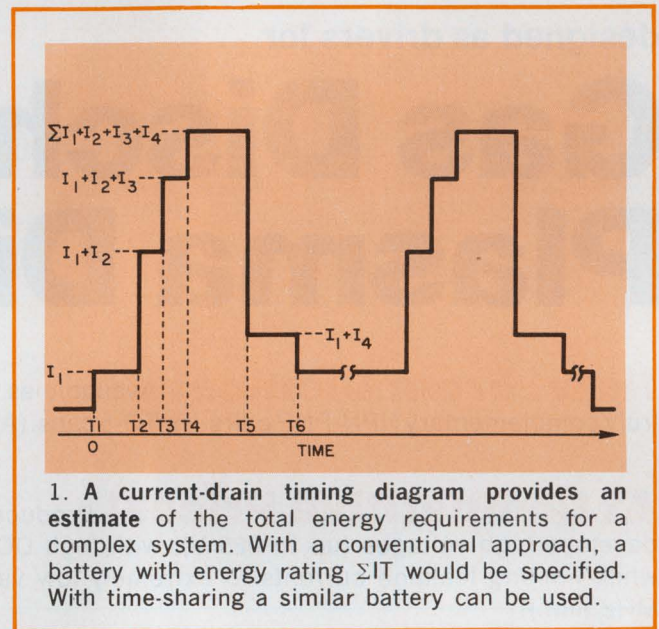 ΣI₁+I₂+I₃+I₄
I₁+I₂+I₃
I₁+I₂
I₁+I₄
I₁
T1 T2 T3 T4 T5 T6
0
TIME
1. A current-drain timing diagram provides an
estimate of the total energy requirements for a
complex system. With a conventional approach, a
battery with energy rating ΣIT would be specified.
With time-sharing a similar battery can be used.